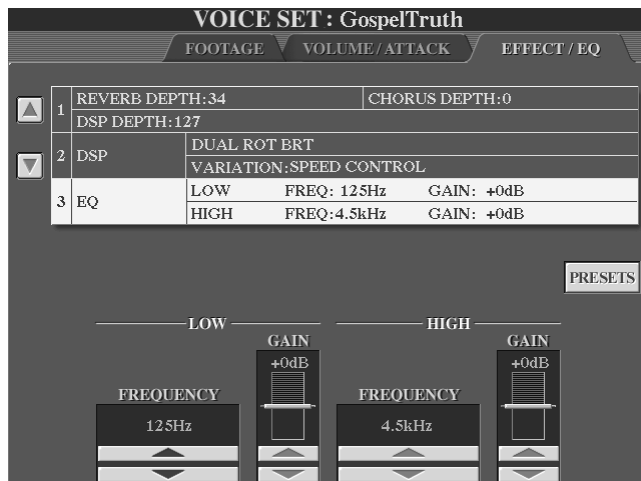 VOICE SET : GospelTruth
FOOTAGE VOLUME / ATTACK EFFECT / EQ
1 REVERB DEPTH:34 CHORUS DEPTH:0
DSP DEPTH:127
2 DSP DUAL ROT BRT
VARIATION:SPEED CONTROL
3 EQ LOW FREQ: 125Hz GAIN: +0dB
HIGH FREQ:4.5kHz GAIN: +0dB
PRESETS
LOW HIGH
GAIN GAIN
+0dB +0dB
FREQUENCY FREQUENCY
125Hz 4.5kHz